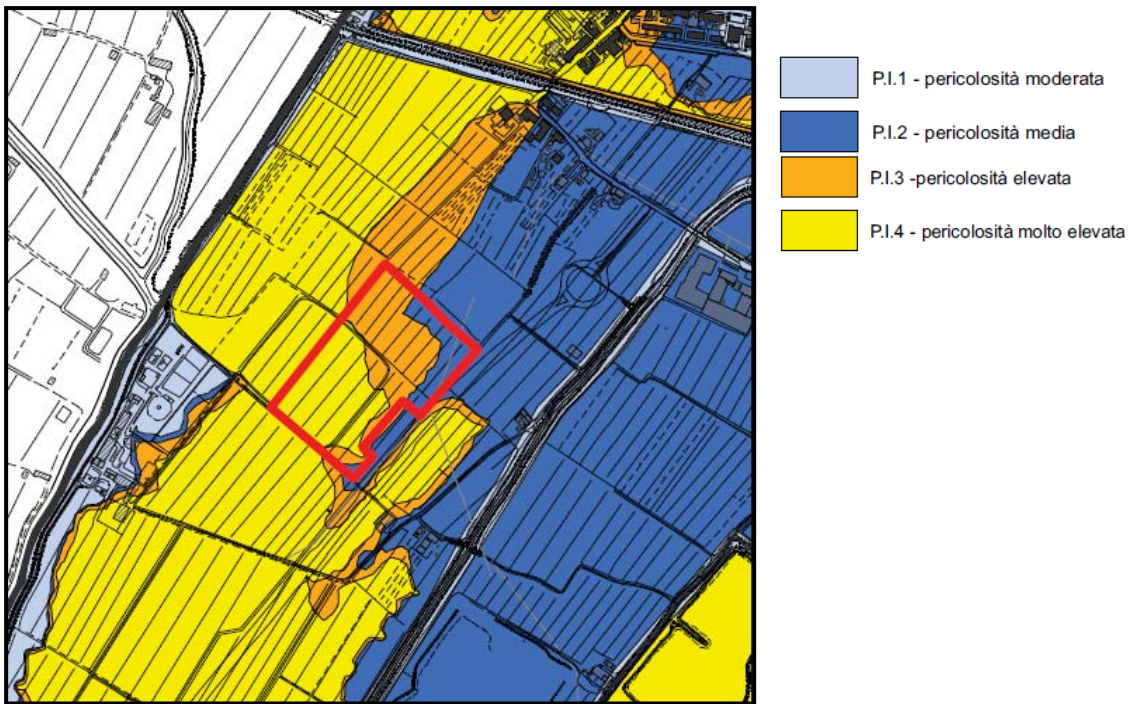 P.I.1 - pericolosità moderata
P.I.2 - pericolosità media
P.I.3 -pericolosità elevata
P.I.4 - pericolosità molto elevata